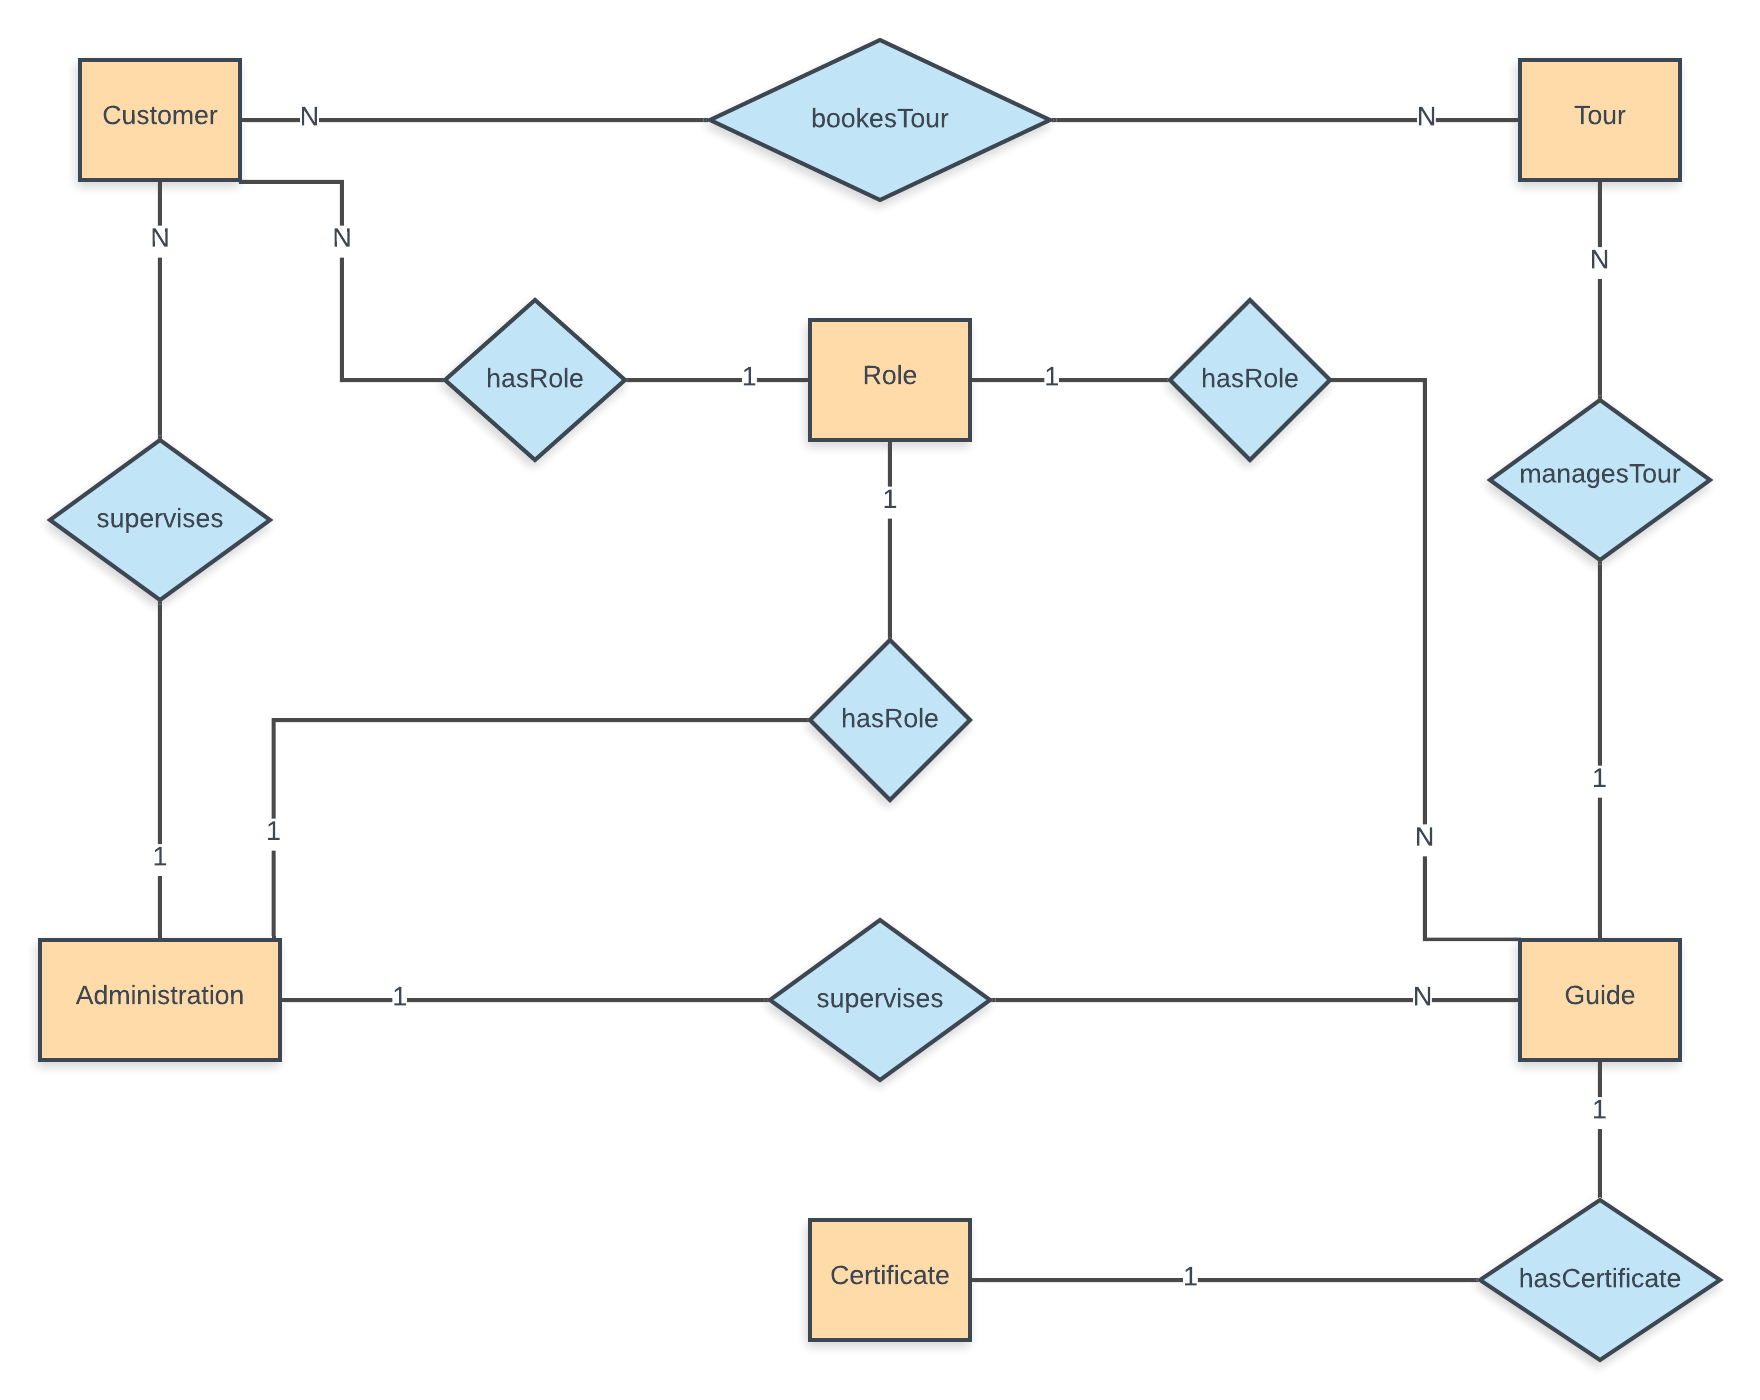 Customer
N
bookesTour
N
Tour
N
N
N
hasRole
1
Role
1
hasRole
managesTour
supervises
1
hasRole
1
1
N
1
Administration
1
supervises
N
Guide
1
Certificate
1
hasCertificate